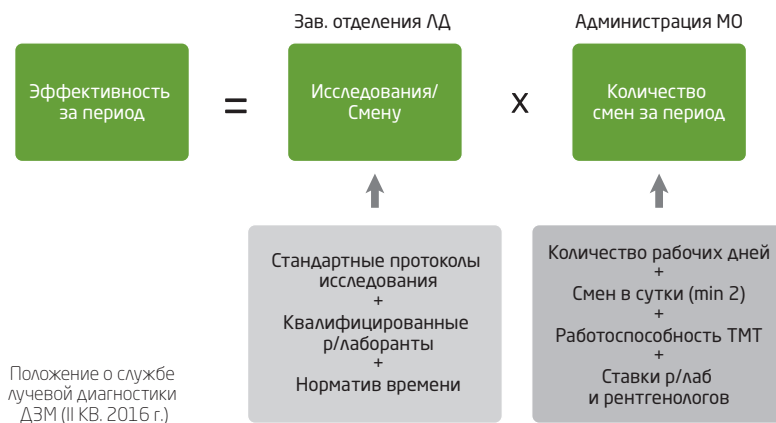 Зав. отделения ЛД
Администрация МО
Эффективность
за период
=
Исследования/
Смену
X
Количество
смен за период
Стандартные протоколы
исследования
+
Квалифицированные
р/лаборанты
+
Норматив времени
Количество рабочих дней
+
Смен в сутки (min 2)
+
Работоспособность ТМТ
+
Ставки р/лаб
и рентгенологов
Положение о службе
лучевой диагностики
ДЗМ (II КВ. 2016 г.)